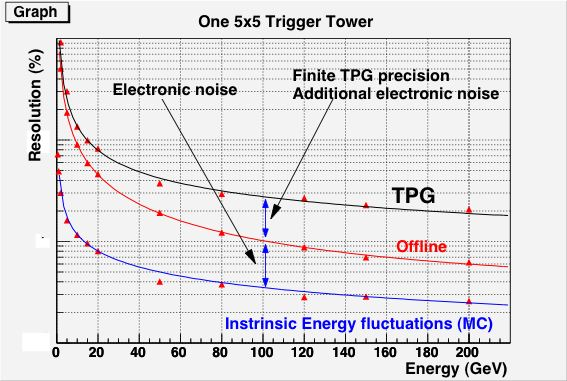 Graph
One 5x5 Trigger Tower
Resolution (%)
Electronic noise
Finite TPG precision
Additional electronic noise
TPG
Offline
Instrinsic Energy fluctuations (MC)
0 20 40 60 80 100 120 140 160 180 200
Energy (GeV)